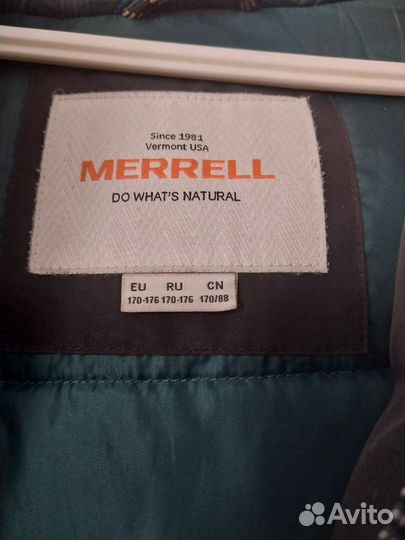 Since 1981
Vermont USA
MERRELL
DO WHAT'S NATURAL
EU RU CN
170-176 170-176 170/88
Avito